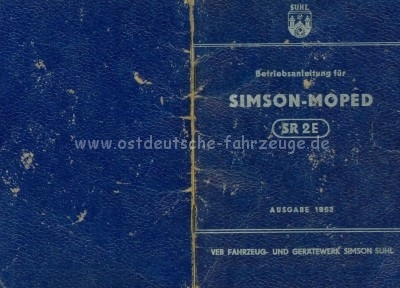 SUHL
Betriebsanleitung für
SIMSON-MOPED
SR 2E
www.ostdeutsche-fahrzeuge.de
AUSGABE 1963
VEB FAHRZEUG- UND GERÄTEWERK SIMSON SUHL